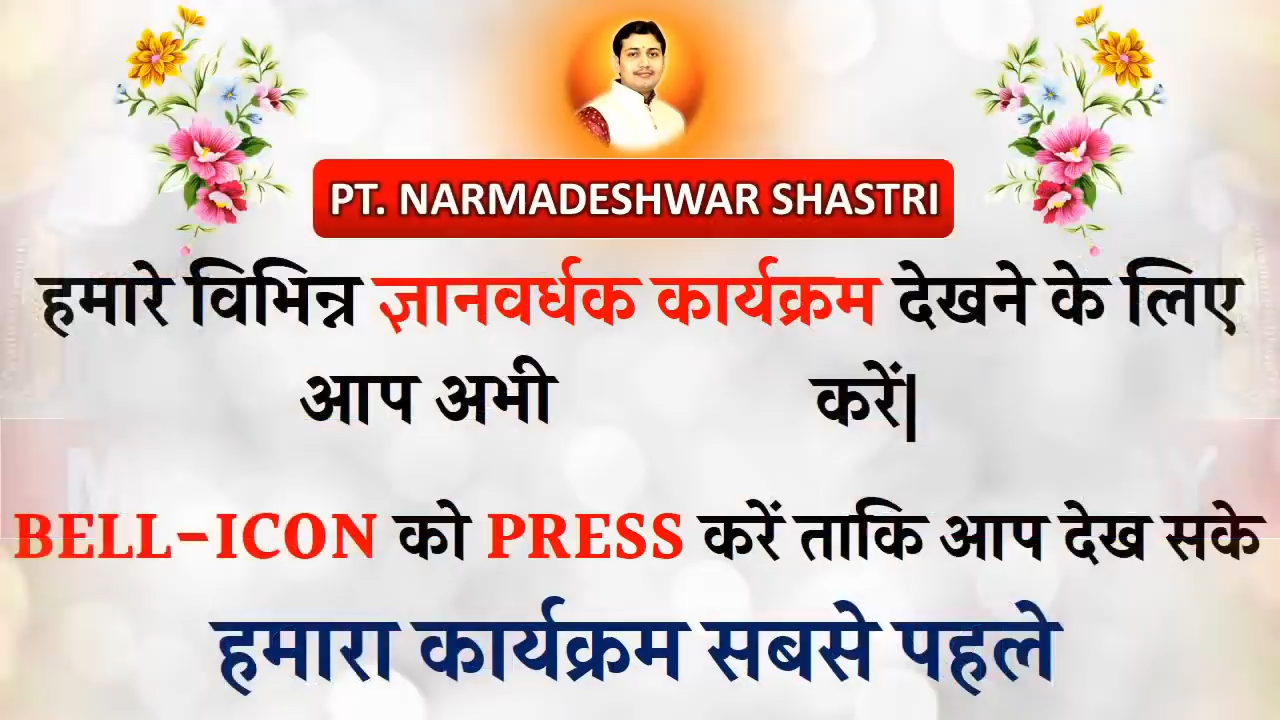 PT. NARMADESHWAR SHASTRI
हमारे विभिन्न ज्ञानवर्धक कार्यक्रम देखने के लिए
आप अभी करें|
BELL-ICON को PRESS करें ताकि आप देख सके
हमारा कार्यक्रम सबसे पहले